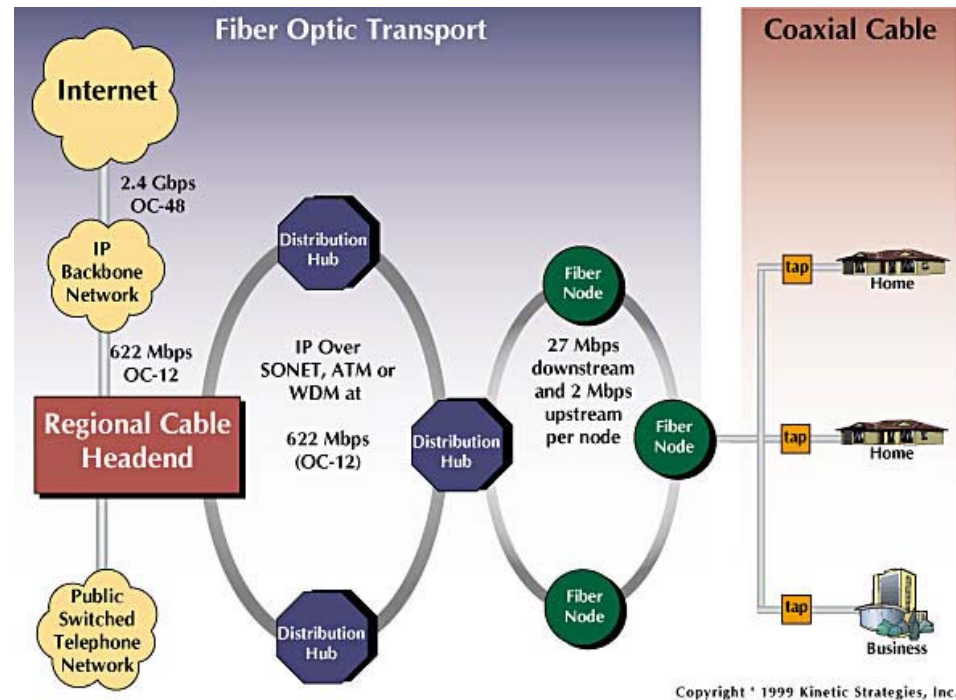 Fiber Optic Transport
Coaxial Cable
Internet
2.4 Gbps
OC-48
IP
Backbone
Network
622 Mbps
OC-12
Regional Cable
Headend
Public
Switched
Telephone
Network
Distribution
Hub
IP Over
SONET, ATM or
WDM at
622 Mbps
(OC-12)
Distribution
Hub
Distribution
Hub
Fiber
Node
27 Mbps
downstream
and 2 Mbps
upstream
per node
Fiber
Node
Fiber
Node
tap
Home
tap
Home
tap
Business
Copyright ' 1999 Kinetic Strategies, Inc.